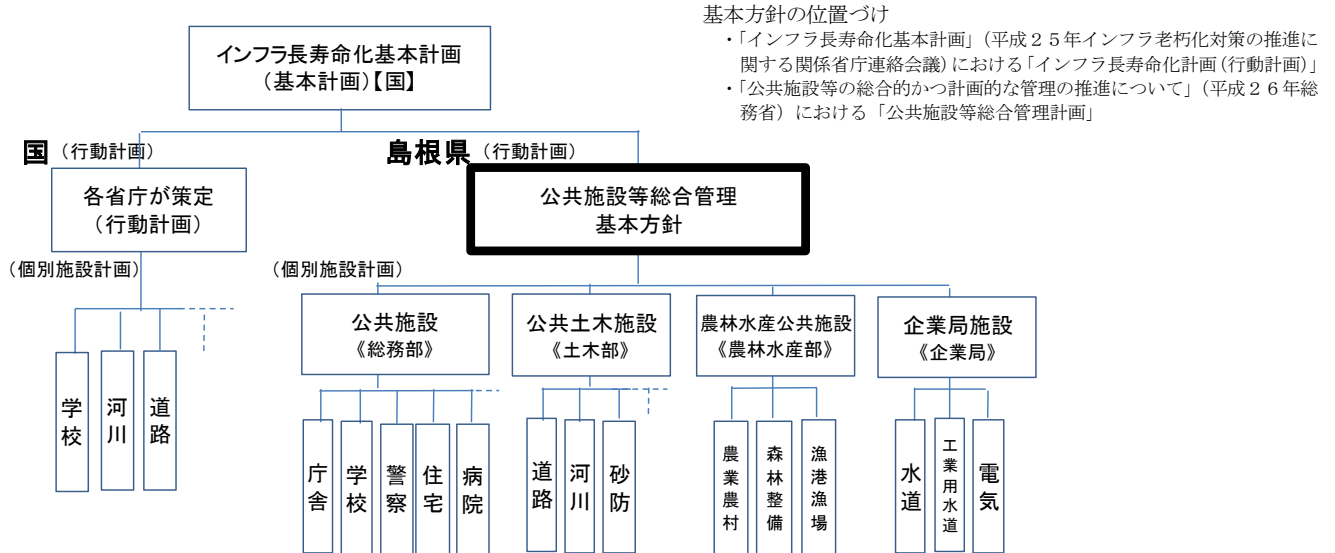 基本方針の位置づけ
・「インフラ長寿命化基本計画」（平成２５年インフラ老朽化対策の推進に
関する関係省庁連絡会議）における「インフラ長寿命化計画（行動計画）」
・「公共施設等の総合的かつ計画的な管理の推進について」（平成２６年総
務省）における「公共施設等総合管理計画」
インフラ長寿命化基本計画
（基本計画）【国】
国（行動計画）
島根県（行動計画）
各省庁が策定
（行動計画）
公共施設等総合管理
基本方針
（個別施設計画）
（個別施設計画）
公共施設
《総務部》
公共土木施設
《土木部》
農林水産公共施設
《農林水産部》
企業局施設
《企業局》
学校
河川
道路
庁舎
学校
警察
住宅
病院
道路
河川
砂防
農業農村
森林整備
漁港漁場
水道
工業用水道
電気